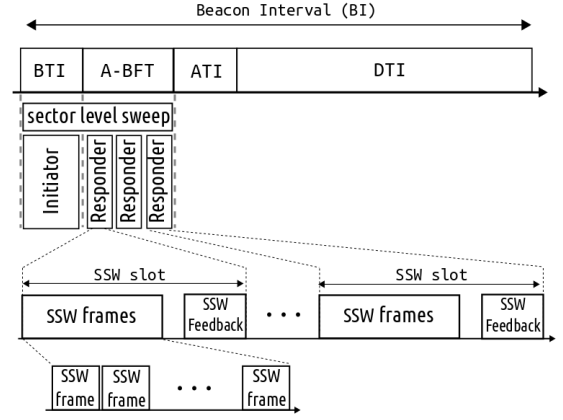 Beacon Interval (BI)
BTI A-BFT ATI DTI
sector level sweep
Initiator
Responder
Responder
Responder
SSW slot SSW slot
SSW frames SSW Feedback ... SSW frames SSW Feedback
SSW frame SSW frame ... SSW frame